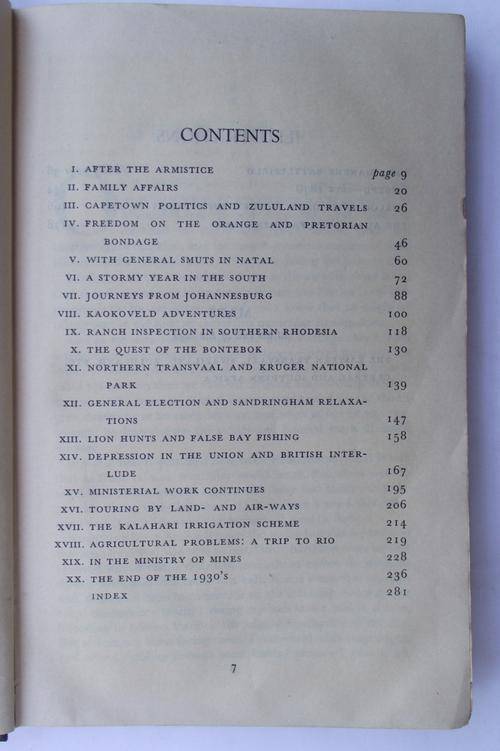 CONTENTS
I. AFTER THE ARMISTICE page 9
II. FAMILY AFFAIRS 20
III. CAPETOWN POLITICS AND ZULULAND TRAVELS 26
IV. FREEDOM ON THE ORANGE AND PRETORIAN
BONDAGE 46
V. WITH GENERAL SMUTS IN NATAL 60
VI. A STORMY YEAR IN THE SOUTH 72
VII. JOURNEYS FROM JOHANNESBURG 88
VIII. KAOKOVELD ADVENTURES 100
IX. RANCH INSPECTION IN SOUTHERN RHODESIA 118
X. THE QUEST OF THE BONTEBOK 130
XI. NORTHERN TRANSVAAL AND KRUGER NATIONAL
PARK 139
XII. GENERAL ELECTION AND SANDRINGHAM RELAXA-
TIONS 147
XIII. LION HUNTS AND FALSE BAY FISHING 158
XIV. DEPRESSION IN THE UNION AND BRITISH INTER-
LUDE 167
XV. MINISTERIAL WORK CONTINUES 195
XVI. TOURING BY LAND- AND AIR-WAYS 206
XVII. THE KALAHARI IRRIGATION SCHEME 214
XVIII. AGRICULTURAL PROBLEMS: A TRIP TO RIO 219
XIX. IN THE MINISTRY OF MINES 228
XX. THE END OF THE 1930'S 236
INDEX 281
7